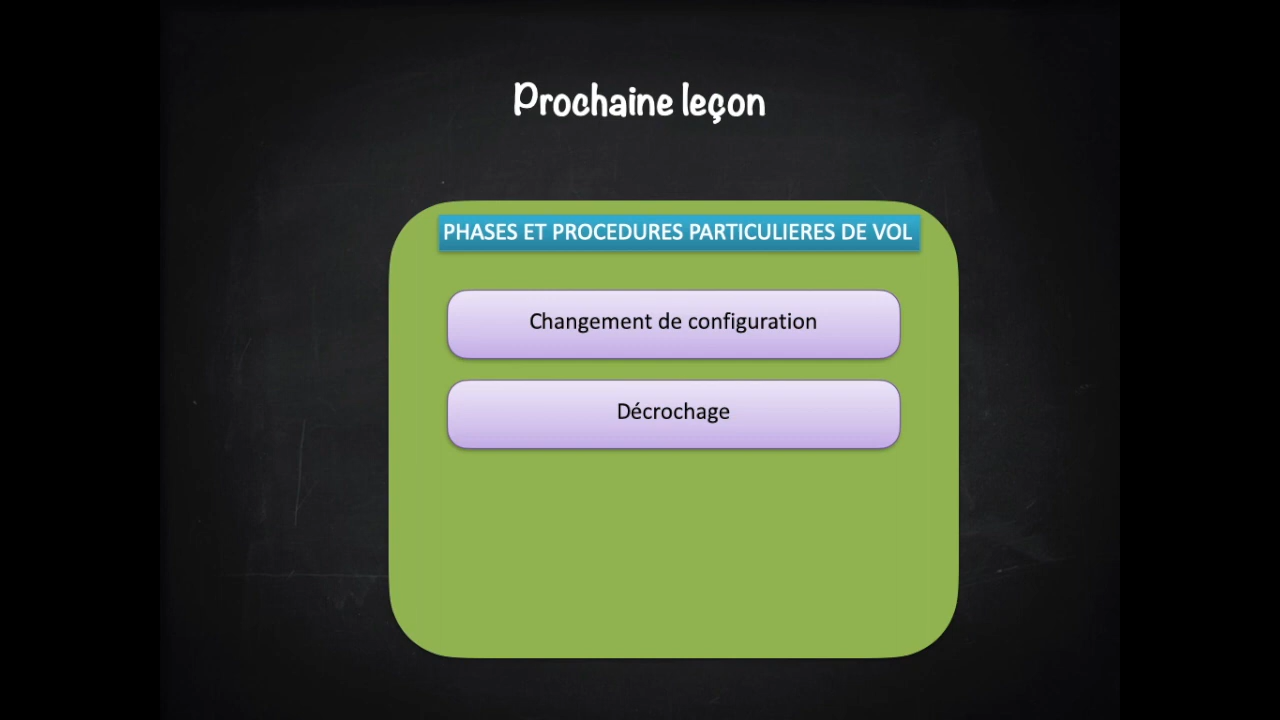 Prochaine leçon
PHASES ET PROCEDURES PARTICULIERES DE VOL
Changement de configuration
Décrochage